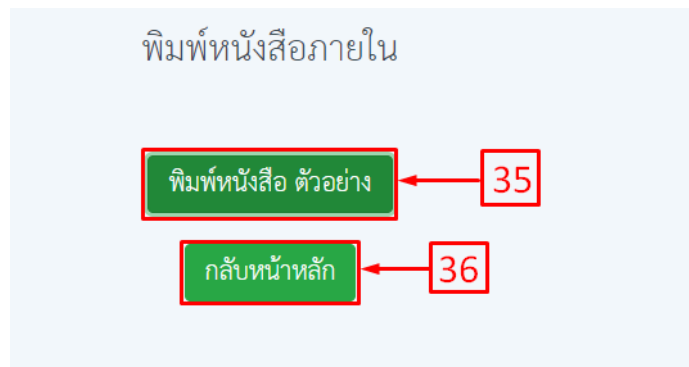 พิมพ์หนังสือภายใน
พิมพ์หนังสือ ตัวอย่าง 35
กลับหน้าหลัก 36